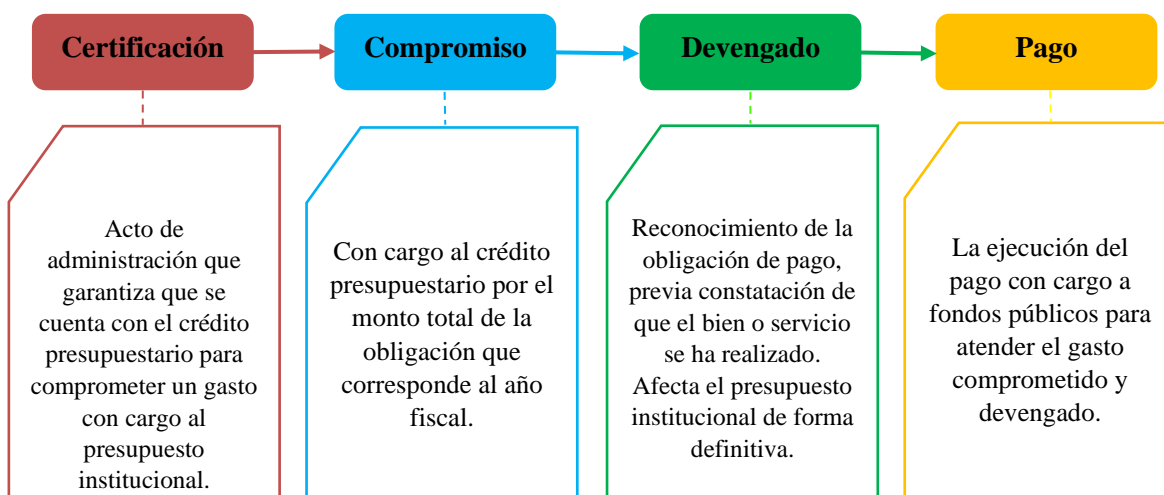 Certificación
Compromiso
Devengado
Pago
Acto de
administración que
garantiza que se
cuenta con el crédito
presupuestario para
comprometer un gasto
con cargo al
presupuesto
institucional.
Con cargo al crédito
presupuestario por el
monto total de la
obligación que
corresponde al año
fiscal.
Reconocimiento de la
obligación de pago,
previa constatación de
que el bien o servicio
se ha realizado.
Afecta el presupuesto
institucional de forma
definitiva.
La ejecución del
pago con cargo a
fondos públicos para
atender el gasto
comprometido y
devengado.